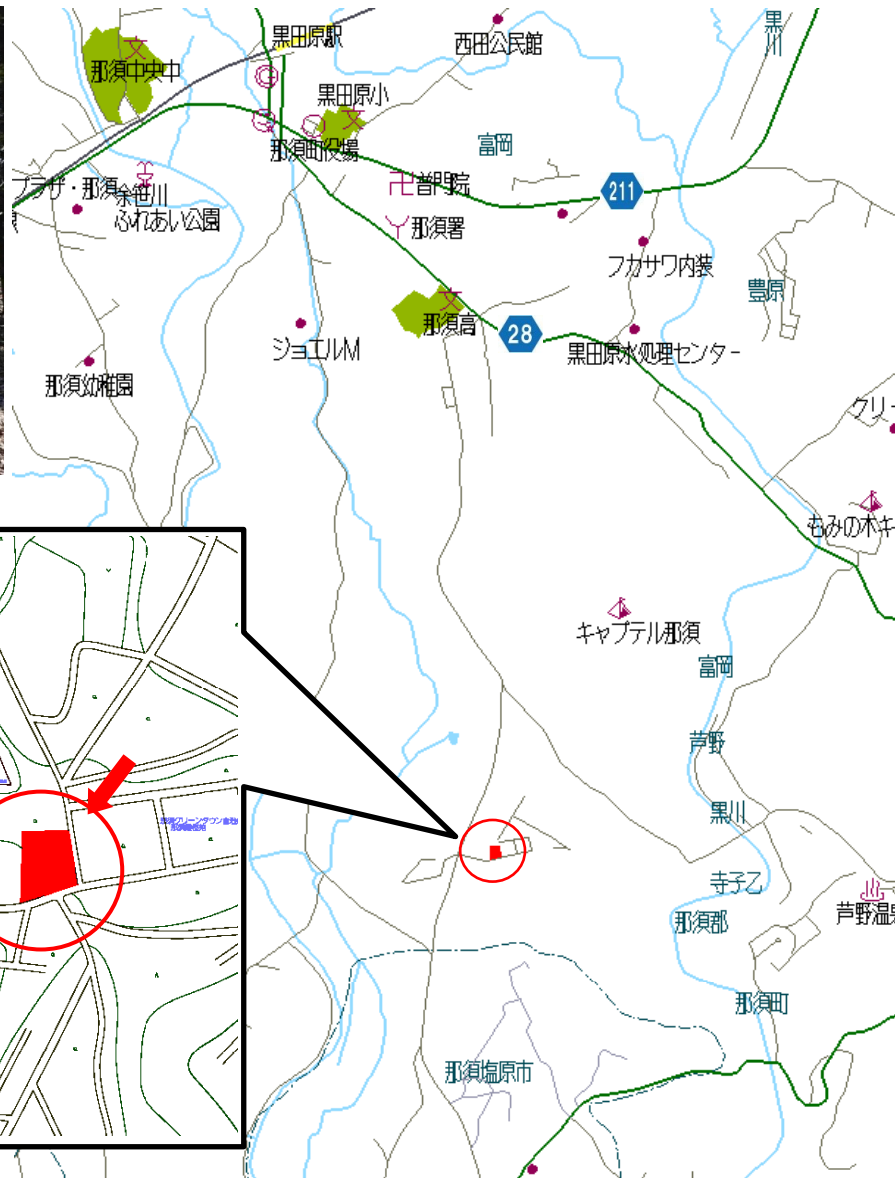 黒田原駅
西田公民館
黒川
那須中央中
黒田原小
那須町役場
富岡
プラザ・那須
余笹川
ふれあい公園
普門院
211
那須署
フカサワ内装
豊原
那須高
28
ジョエルM
黒田原水処理センター
那須幼稚園
クリー
もみの木キ
キャプテル那須
富岡
芦野
黒川
寺子乙
芦野温泉
那須郡
那須町
那須塩原市